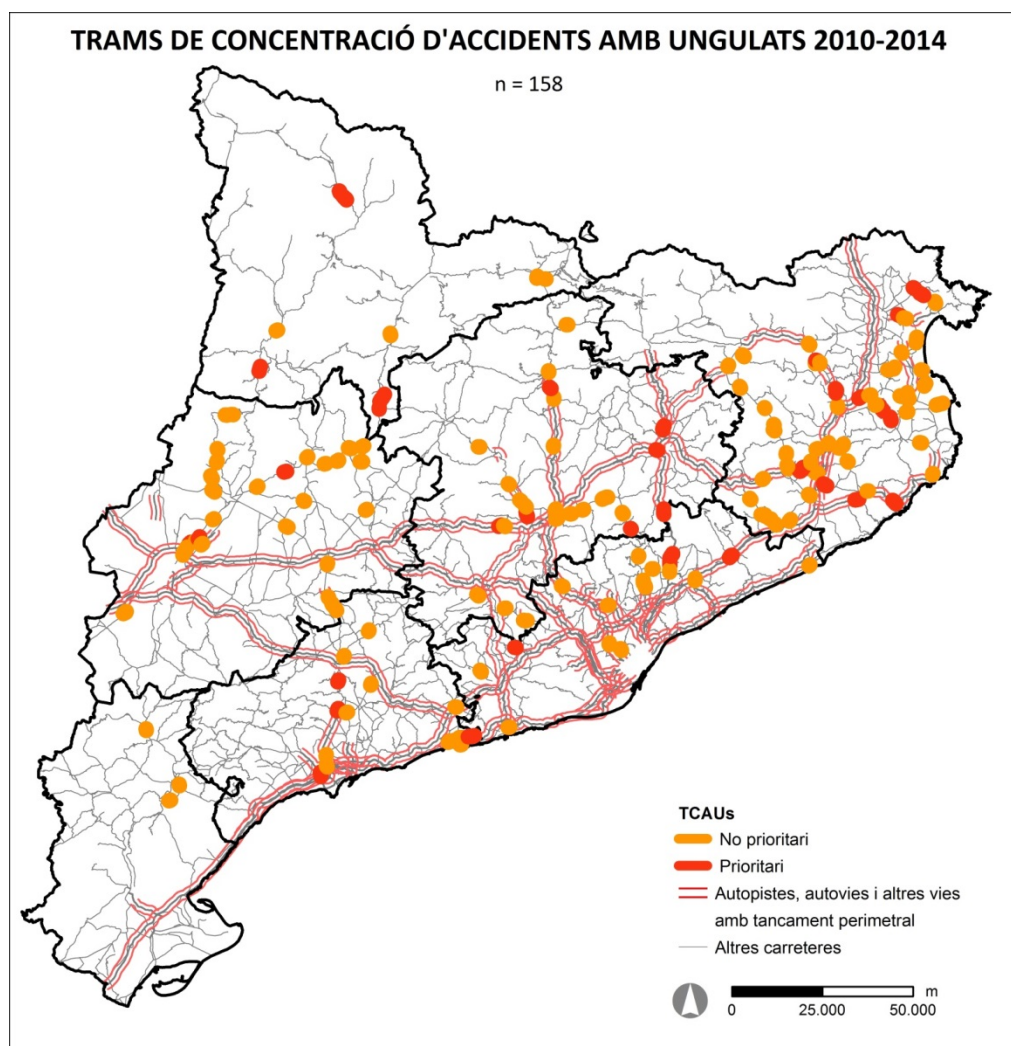 TRAMS DE CONCENTRACIÓ D'ACCIDENTS AMB UNGULATS 2010-2014
n = 158
TCAUs
No prioritari
Prioritari
Autopistes, autovies i altres vies
amb tancament perimetral
Altres carreteres
m
0 25.000 50.000